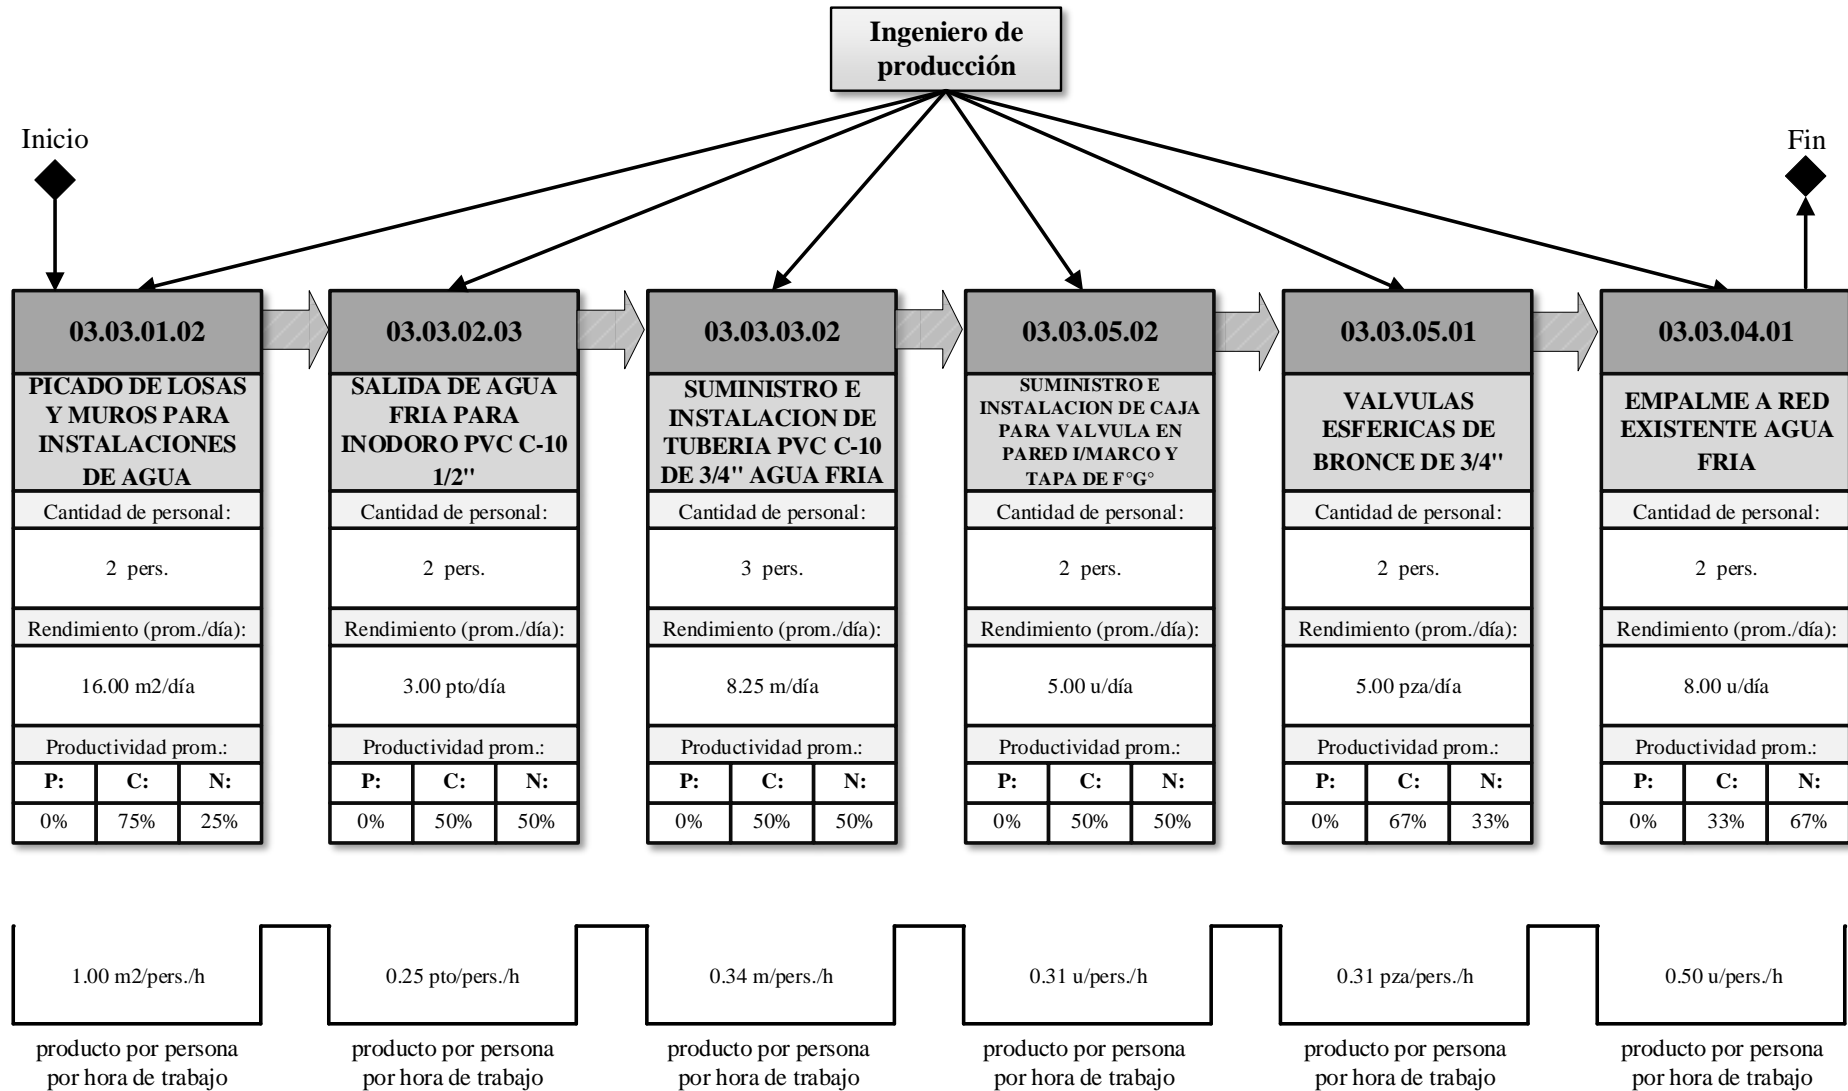 Ingeniero de
producción
Inicio
Fin
03.03.01.02
PICADO DE LOSAS
Y MUROS PARA
INSTALACIONES
DE AGUA
Cantidad de personal:
2 pers.
Rendimiento (prom./día):
16.00 m2/día
Productividad prom.:
P: C: N:
0% 75% 25%
03.03.02.03
SALIDA DE AGUA
FRIA PARA
INODORO PVC C-10
1/2"
Cantidad de personal:
2 pers.
Rendimiento (prom./día):
3.00 pto/día
Productividad prom.:
P: C: N:
0% 50% 50%
03.03.03.02
SUMINISTRO E
INSTALACION DE
TUBERIA PVC C-10
DE 3/4" AGUA FRIA
Cantidad de personal:
3 pers.
Rendimiento (prom./día):
8.25 m/día
Productividad prom.:
P: C: N:
0% 50% 50%
03.03.05.02
SUMINISTRO E
INSTALACION DE CAJA
PARA VALVULA EN
PARED I/MARCO Y
TAPA DE F°G°
Cantidad de personal:
2 pers.
Rendimiento (prom./día):
5.00 u/día
Productividad prom.:
P: C: N:
0% 50% 50%
03.03.05.01
VALVULAS
ESFERICAS DE
BRONCE DE 3/4"
Cantidad de personal:
2 pers.
Rendimiento (prom./día):
5.00 pza/día
Productividad prom.:
P: C: N:
0% 67% 33%
03.03.04.01
EMPALME A RED
EXISTENTE AGUA
FRIA
Cantidad de personal:
2 pers.
Rendimiento (prom./día):
8.00 u/día
Productividad prom.:
P: C: N:
0% 33% 67%
1.00 m2/pers./h
producto por persona
por hora de trabajo
0.25 pto/pers./h
producto por persona
por hora de trabajo
0.34 m/pers./h
producto por persona
por hora de trabajo
0.31 u/pers./h
producto por persona
por hora de trabajo
0.31 pza/pers./h
producto por persona
por hora de trabajo
0.50 u/pers./h
producto por persona
por hora de trabajo